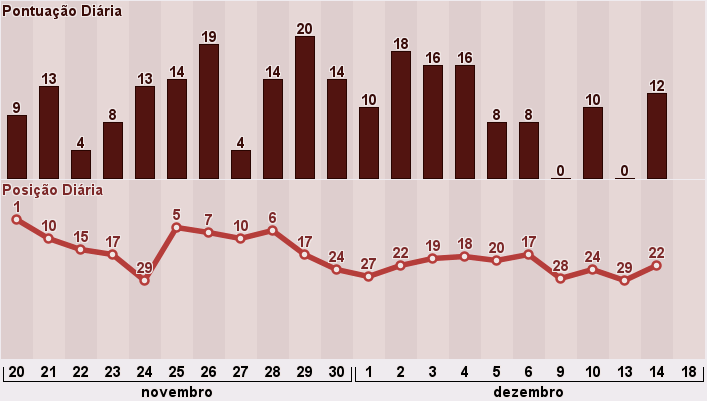 Pontuação Diária
9 13 4 8 13 14 19 4 14 20 14 10 18 16 16 8 8 0 10 0 12
Posição Diária
1 10 15 17 29 5 7 10 6 17 24 27 22 19 18 20 17 28 24 29 22
20 21 22 23 24 25 26 27 28 29 30 1 2 3 4 5 6 9 10 13 14 18
novembro dezembro